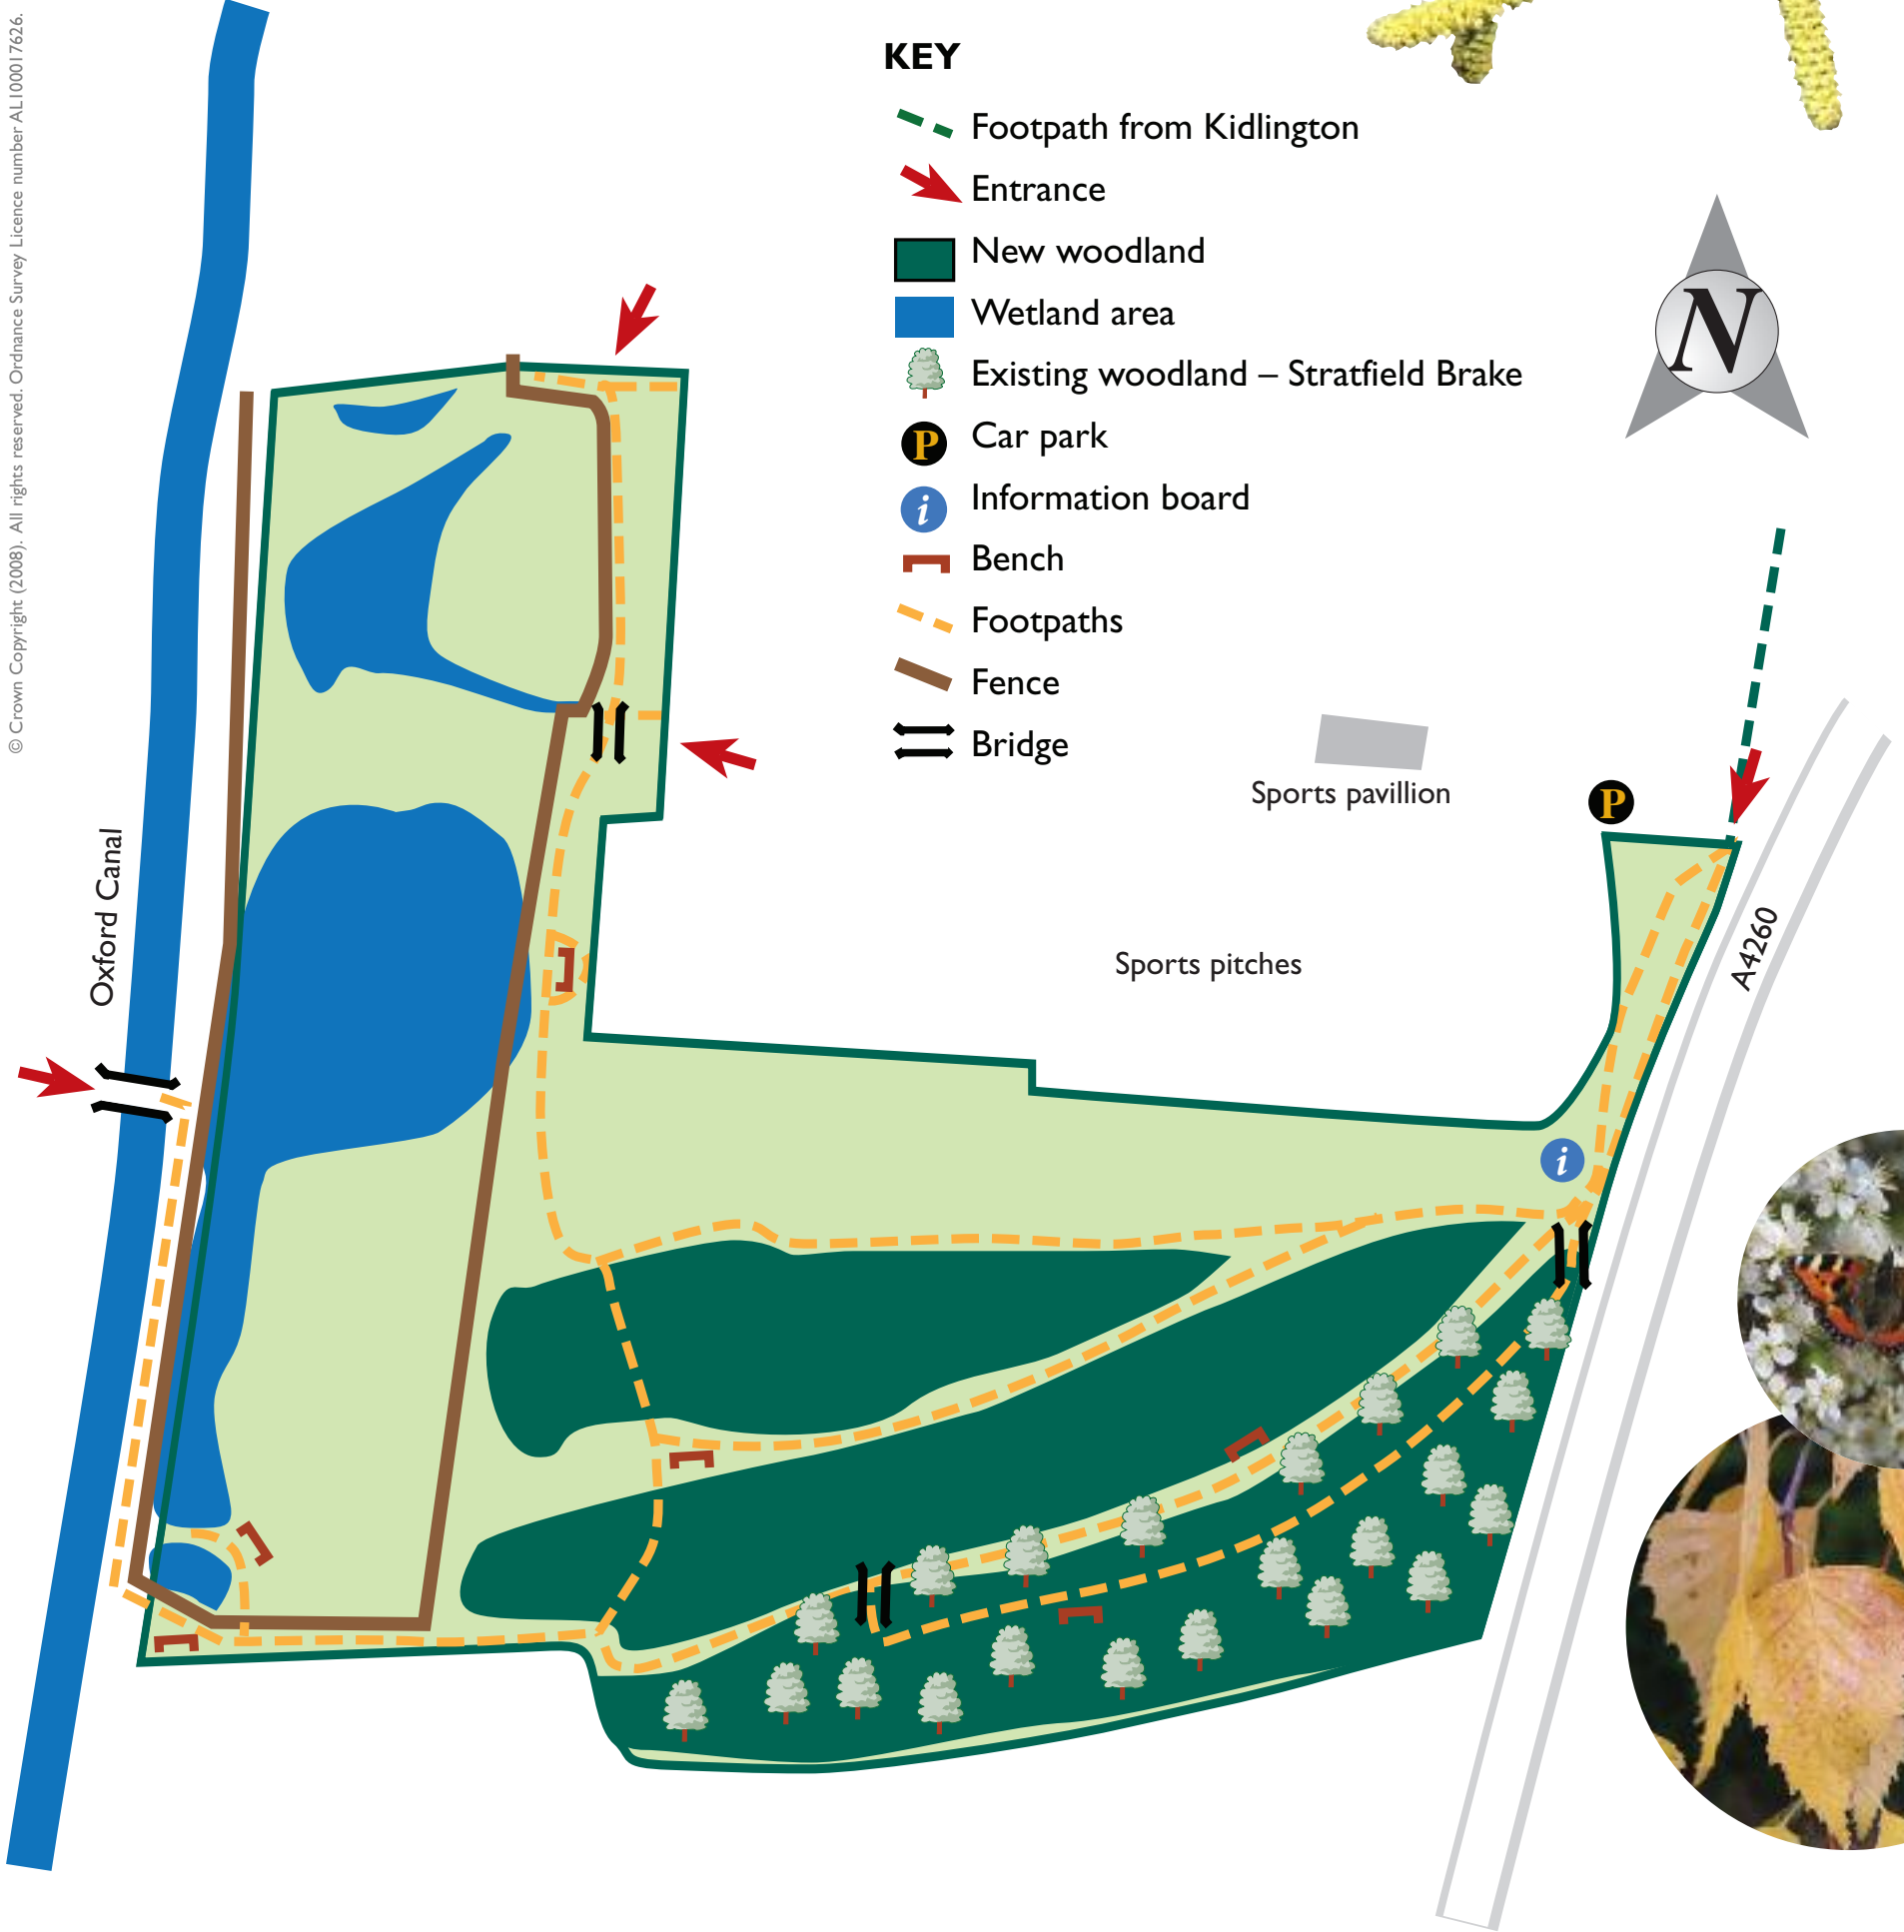 © Crown Copyright (2008). All rights reserved. Ordnance Survey Licence number AL100017626.
KEY
Footpath from Kidlington
Entrance
New woodland
Wetland area
Existing woodland – Stratfield Brake
P Car park
i Information board
Bench
Footpaths
Fence
Bridge
N
Sports pavillion
P
Sports pitches
A4260
Oxford Canal
i